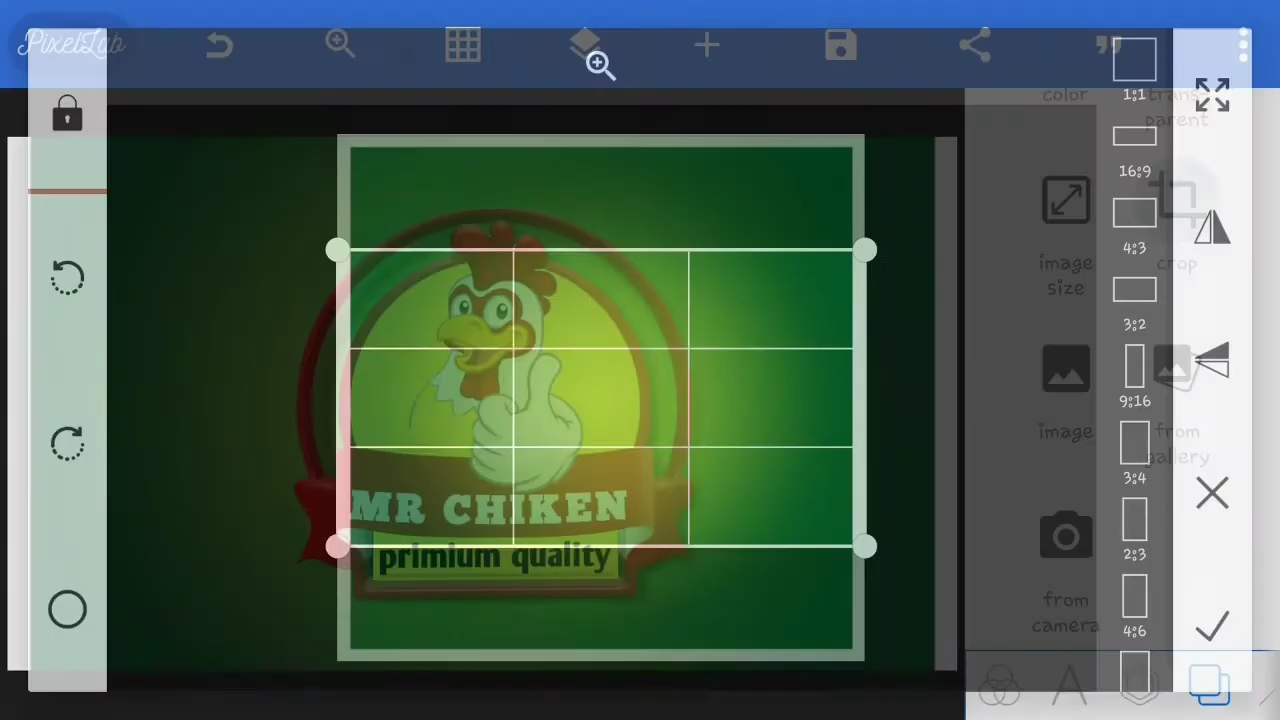 PixelLab
color
trans-
parent
1:1
16:9
4:3
image
size
crop
3:2
9:16
image
from
gallery
3:4
MR CHIKEN
primium quality
2:3
from
camera
4:6